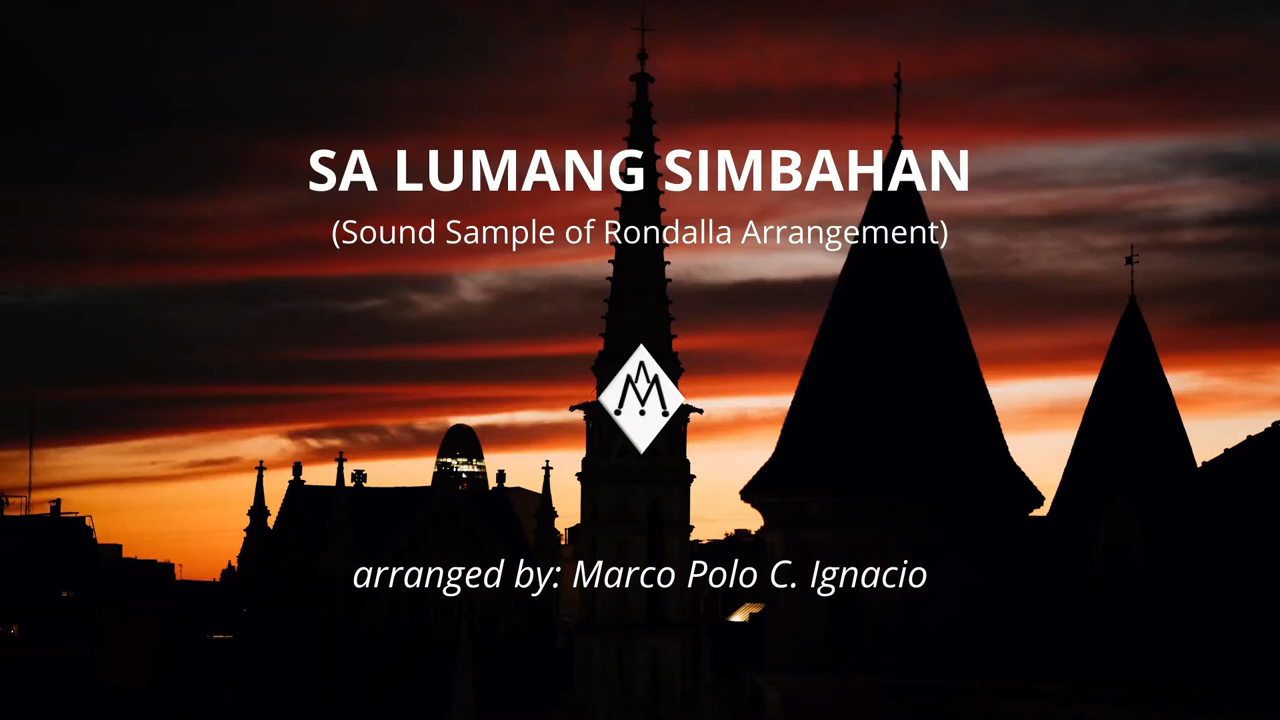 SA LUMANG SIMBAHAN
(Sound Sample of Rondalla Arrangement)
arranged by: Marco Polo C. Ignacio